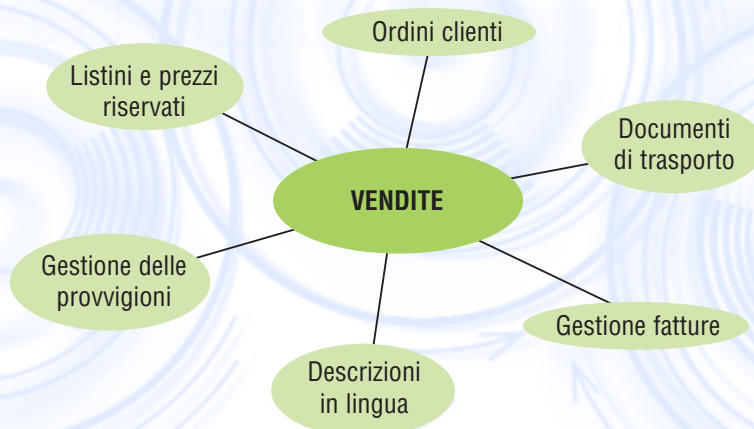 Ordini clienti
Listini e prezzi
riservati
Documenti
di trasporto
VENDITE
Gestione delle
provvigioni
Gestione fatture
Descrizioni
in lingua